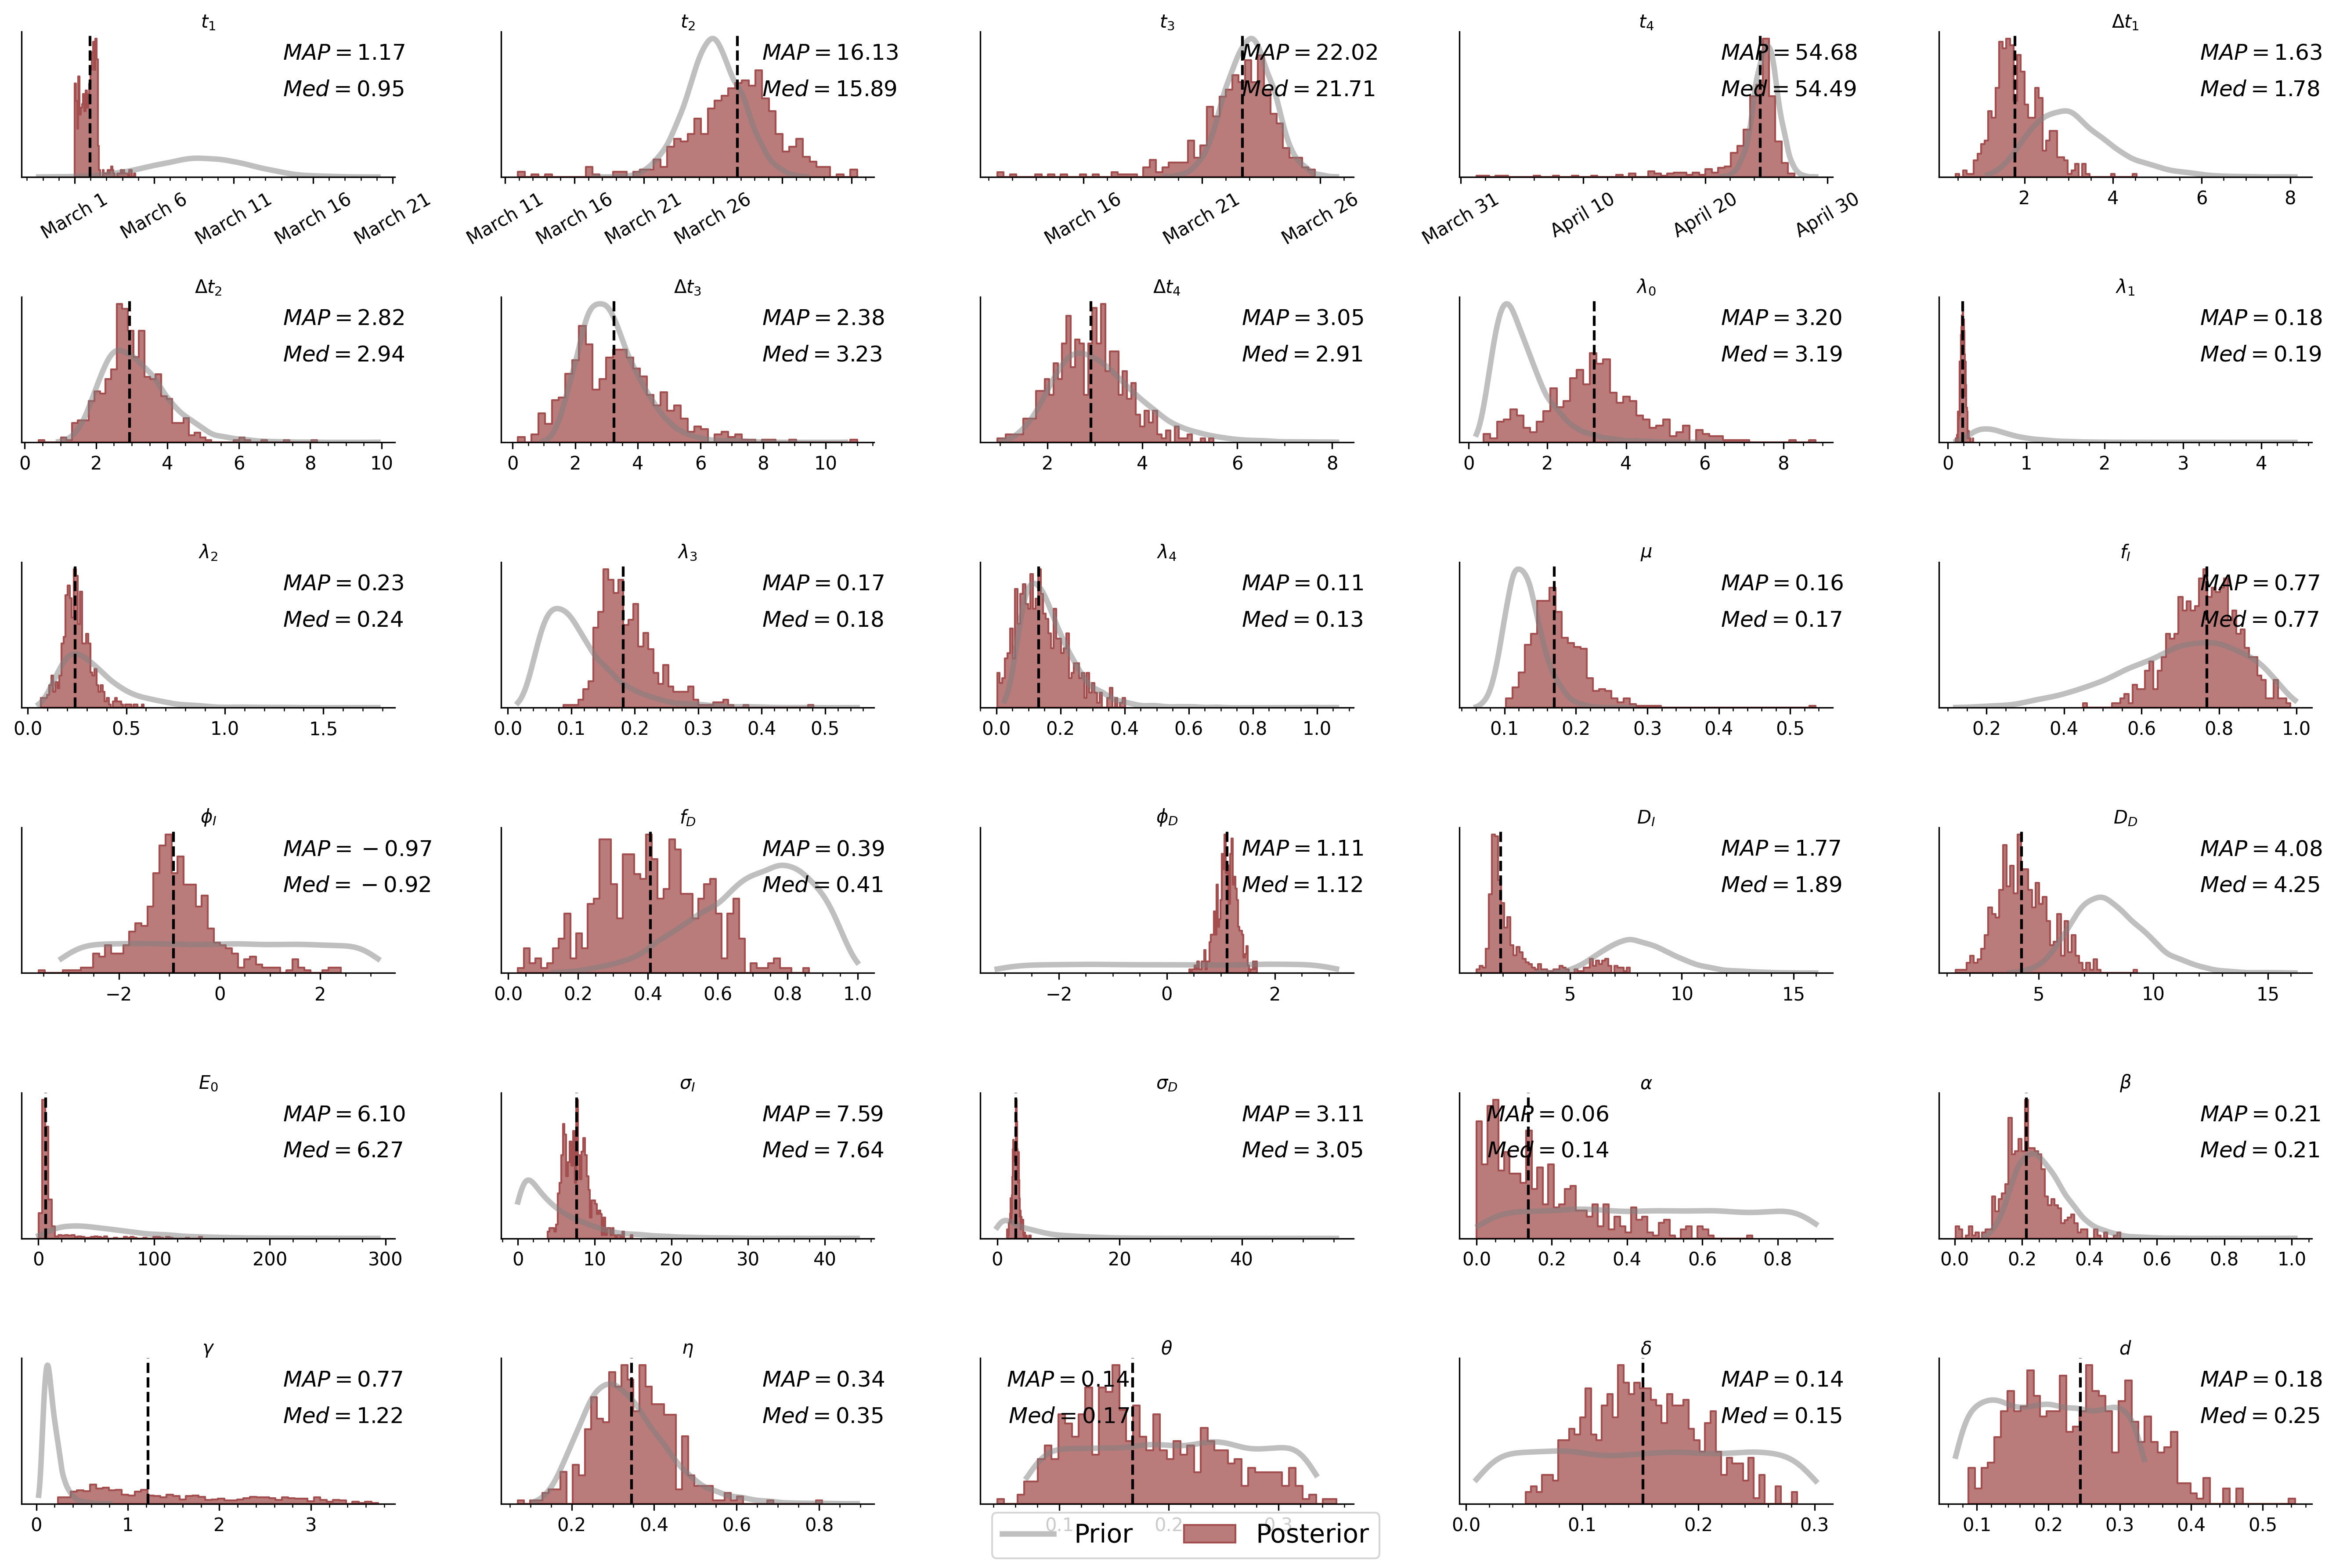 t₁ t₂ t₃ t₄ Δt₁
MAP = 1.17 MAP = 16.13 MAP = 22.02 MAP = 54.68 MAP = 1.63
Med = 0.95 Med = 15.89 Med = 21.71 Med = 54.49 Med = 1.78
2 4 6 8
March 1 March 6 March 11 March 16 March 21 March 11 March 16 March 21 March 26 March 16 March 21 March 26 March 31 April 10 April 20 April 30
Δt₂ Δt₃ Δt₄ λ₀ λ₁
MAP = 2.82 MAP = 2.38 MAP = 3.05 MAP = 3.20 MAP = 0.18
Med = 2.94 Med = 3.23 Med = 2.91 Med = 3.19 Med = 0.19
0 2 4 6 8 10 0 2 4 6 8 10 2 4 6 8 0 2 4 6 8 0 1 2 3 4
λ₂ λ₃ λ₄ μ f_I
MAP = 0.23 MAP = 0.17 MAP = 0.11 MAP = 0.16 MAP = 0.77
Med = 0.24 Med = 0.18 Med = 0.13 Med = 0.17 Med = 0.77
0.0 0.5 1.0 1.5 0.0 0.1 0.2 0.3 0.4 0.5 0.0 0.2 0.4 0.6 0.8 1.0 0.1 0.2 0.3 0.4 0.5 0.2 0.4 0.6 0.8 1.0
ϕ_I f_D ϕ_D D_I D_D
MAP = −0.97 MAP = 0.39 MAP = 1.11 MAP = 1.77 MAP = 4.08
Med = −0.92 Med = 0.41 Med = 1.12 Med = 1.89 Med = 4.25
−2 0 2 0.0 0.2 0.4 0.6 0.8 1.0 −2 0 2 5 10 15 5 10 15
E₀ σ_I σ_D α β
MAP = 6.10 MAP = 7.59 MAP = 3.11 MAP = 0.06 MAP = 0.21
Med = 6.27 Med = 7.64 Med = 3.05 Med = 0.14 Med = 0.21
0 100 200 300 0 10 20 30 40 0 20 40 0.0 0.2 0.4 0.6 0.8 0.0 0.2 0.4 0.6 0.8 1.0
γ η θ δ d
MAP = 0.77 MAP = 0.34 MAP = 0.14 MAP = 0.14 MAP = 0.18
Med = 1.22 Med = 0.35 Med = 0.17 Med = 0.15 Med = 0.25
0 1 2 3 0.2 0.4 0.6 0.8 0.1 0.2 0.3 0.0 0.1 0.2 0.3 0.1 0.2 0.3 0.4 0.5
Prior Posterior